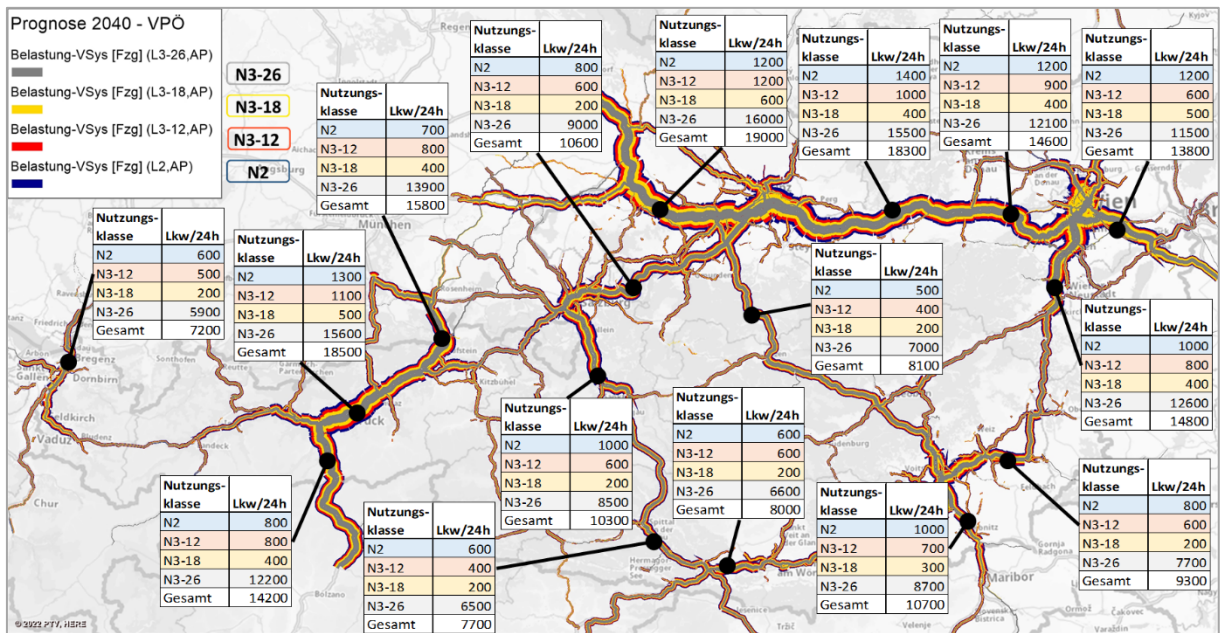 Prognose 2040 - VPÖ
Belastung-VSys [Fzg] (L3-26,AP)
Belastung-VSys [Fzg] (L3-18,AP)
Belastung-VSys [Fzg] (L3-12,AP)
Belastung-VSys [Fzg] (L2,AP)
N3-26
N3-18
N3-12
N2
Nutzungs-
klasse Lkw/24h
N2 700
N3-12 800
N3-18 400
N3-26 13900
Gesamt 15800
Nutzungs-
klasse Lkw/24h
N2 800
N3-12 600
N3-18 200
N3-26 9000
Gesamt 10600
Nutzungs-
klasse Lkw/24h
N2 1200
N3-12 1200
N3-18 600
N3-26 16000
Gesamt 19000
Nutzungs-
klasse Lkw/24h
N2 1400
N3-12 1000
N3-18 400
N3-26 15500
Gesamt 18300
Nutzungs-
klasse Lkw/24h
N2 1200
N3-12 900
N3-18 400
N3-26 12100
Gesamt 14600
Nutzungs-
klasse Lkw/24h
N2 1200
N3-12 600
N3-18 500
N3-26 11500
Gesamt 13800
Nutzungs-
klasse Lkw/24h
N2 600
N3-12 500
N3-18 200
N3-26 5900
Gesamt 7200
Nutzungs-
klasse Lkw/24h
N2 1300
N3-12 1100
N3-18 500
N3-26 15600
Gesamt 18500
Nutzungs-
klasse Lkw/24h
N2 500
N3-12 400
N3-18 200
N3-26 7000
Gesamt 8100
Nutzungs-
klasse Lkw/24h
N2 1000
N3-12 800
N3-18 400
N3-26 12600
Gesamt 14800
Nutzungs-
klasse Lkw/24h
N2 1000
N3-12 600
N3-18 200
N3-26 8500
Gesamt 10300
Nutzungs-
klasse Lkw/24h
N2 600
N3-12 600
N3-18 200
N3-26 6600
Gesamt 8000
Nutzungs-
klasse Lkw/24h
N2 800
N3-12 800
N3-18 400
N3-26 12200
Gesamt 14200
Nutzungs-
klasse Lkw/24h
N2 600
N3-12 400
N3-18 200
N3-26 6500
Gesamt 7700
Nutzungs-
klasse Lkw/24h
N2 1000
N3-12 700
N3-18 300
N3-26 8700
Gesamt 10700
Nutzungs-
klasse Lkw/24h
N2 800
N3-12 600
N3-18 200
N3-26 7700
Gesamt 9300
München
Rosenheim
Kitzbühel
Sonthofen
Reutte
Bregenz
Dornbirn
Vaduz
Bludenz
Landeck
Chur
Bolzano
Spittal
Hermagor
Maribor
Weiz
Gornja
Radgona
Ormož
Čakovec
Varaždin
Tržič
Kyjov
© 2022 PTV, HERE